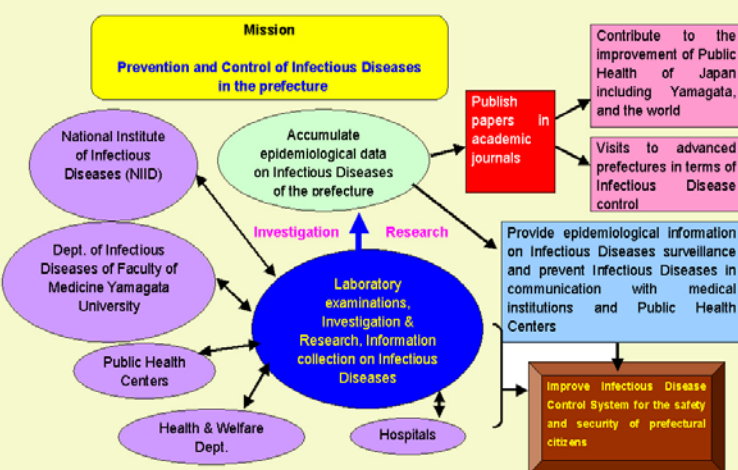 Mission
Prevention and Control of Infectious Diseases
in the prefecture
National Institute
of Infectious
Diseases (NIID)
Accumulate
epidemiological data
on Infectious Diseases
of the prefecture
Publish
papers in
academic
journals
Contribute to the
improvement of Public
Health of Japan
including Yamagata,
and the world
Visits to advanced
prefectures in terms of
Infectious Disease
control
Investigation Research
Dept. of Infectious
Diseases of Faculty of
Medicine Yamagata
University
Laboratory
examinations,
Investigation &
Research, Information
collection on Infectious
Diseases
Provide epidemiological information
on Infectious Diseases surveillance
and prevent Infectious Diseases in
communication with medical
institutions and Public Health
Centers
Public Health
Centers
Health & Welfare
Dept.
Hospitals
Improve Infectious Disease
Control System for the safety
and security of prefectural
citizens